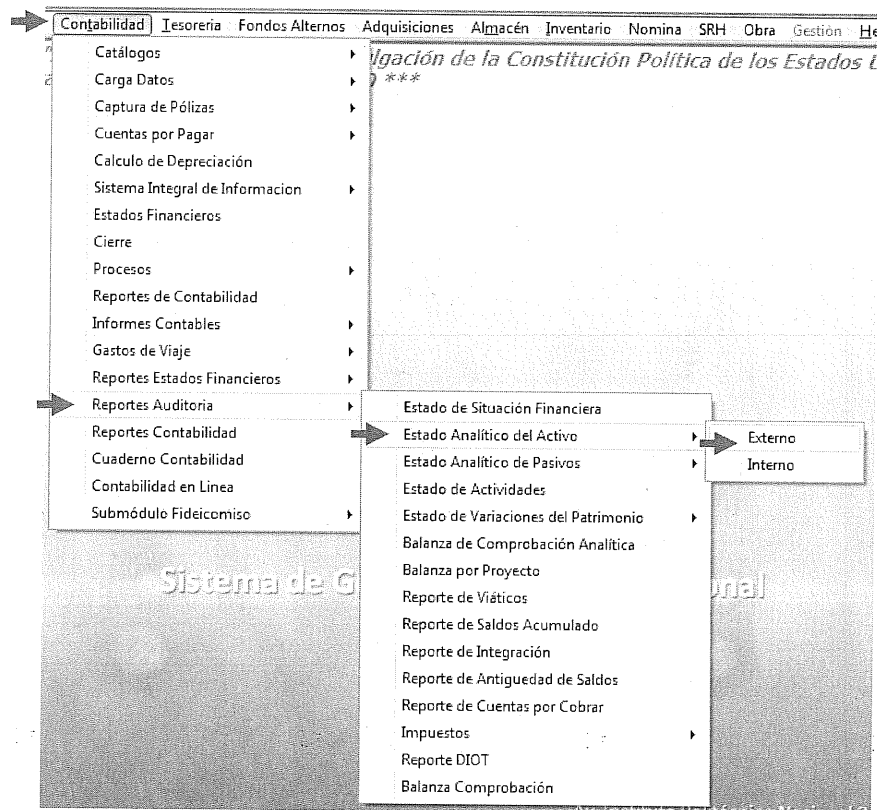 Contabilidad Tesoreria Fondos Alternos Adquisiciones Almacén Inventario Nomina SRH Obra Gestión He
lgación de la Constitución Política de los Estados U
***
Catálogos
Carga Datos
Captura de Pólizas
Cuentas por Pagar
Calculo de Depreciación
Sistema Integral de Informacion
Estados Financieros
Cierre
Procesos
Reportes de Contabilidad
Informes Contables
Gastos de Viaje
Reportes Estados Financieros
Reportes Auditoria
Reportes Contabilidad
Cuaderno Contabilidad
Contabilidad en Linea
Submódulo Fideicomiso
Estado de Situación Financiera
Estado Analítico del Activo
Estado Analítico de Pasivos
Estado de Actividades
Estado de Variaciones del Patrimonio
Balanza de Comprobación Analítica
Balanza por Proyecto
Reporte de Viáticos
Reporte de Saldos Acumulado
Reporte de Integración
Reporte de Antiguedad de Saldos
Reporte de Cuentas por Cobrar
Impuestos
Reporte DIOT
Balanza Comprobación
Externo
Interno
Sistema de G onal